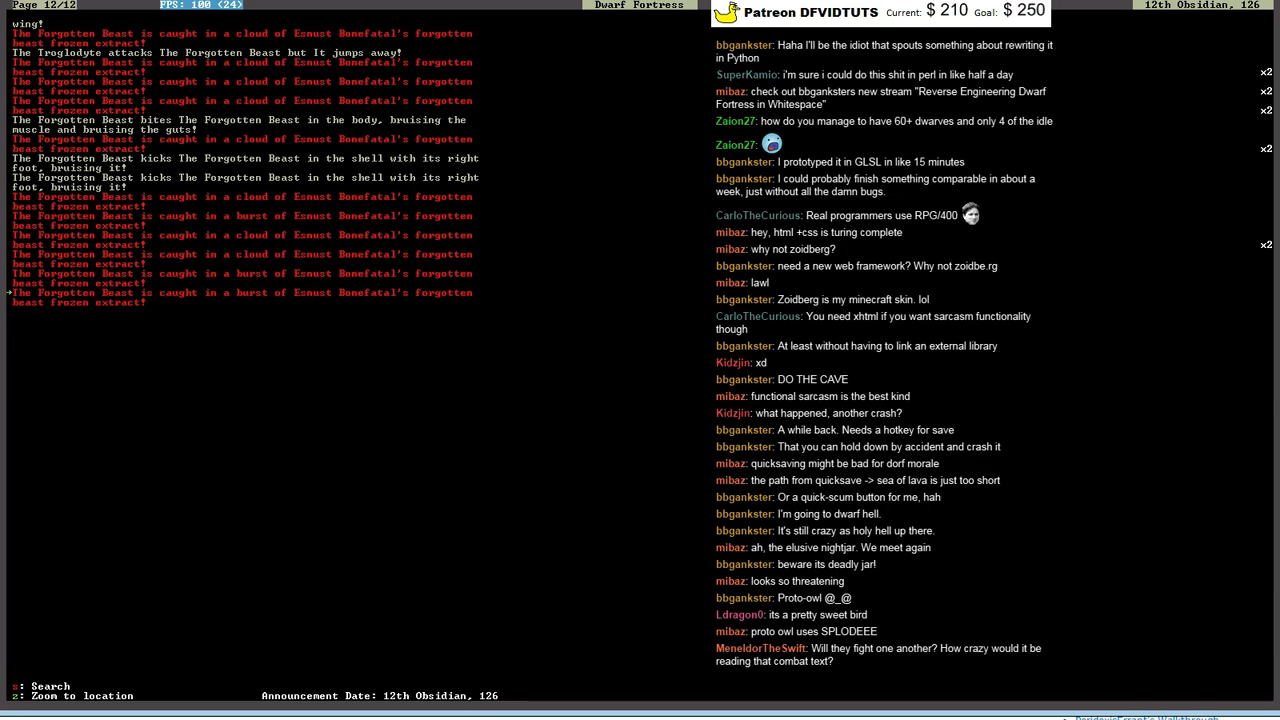 Page 12/12
FPS: 100 (24)
Dwarf Fortress
Patreon DFVIDTUTS Current: $ 210 Goal: $ 250
12th Obsidian, 126
wing!
The Forgotten Beast is caught in a cloud of Esnust Bonefatal's forgotten
beast frozen extract!
The Troglodyte attacks The Forgotten Beast but It jumps away!
The Forgotten Beast is caught in a cloud of Esnust Bonefatal's forgotten
beast frozen extract!
x2
The Forgotten Beast is caught in a cloud of Esnust Bonefatal's forgotten
beast frozen extract!
x2
The Forgotten Beast is caught in a cloud of Esnust Bonefatal's forgotten
beast frozen extract!
x2
The Forgotten Beast bites The Forgotten Beast in the body, bruising the
muscle and bruising the guts!
The Forgotten Beast is caught in a cloud of Esnust Bonefatal's forgotten
beast frozen extract!
x2
The Forgotten Beast kicks The Forgotten Beast in the shell with its right
foot, bruising it!
The Forgotten Beast kicks The Forgotten Beast in the shell with its right
foot, bruising it!
The Forgotten Beast is caught in a cloud of Esnust Bonefatal's forgotten
beast frozen extract!
The Forgotten Beast is caught in a burst of Esnust Bonefatal's forgotten
beast frozen extract!
The Forgotten Beast is caught in a cloud of Esnust Bonefatal's forgotten
beast frozen extract!
x2
The Forgotten Beast is caught in a cloud of Esnust Bonefatal's forgotten
beast frozen extract!
The Forgotten Beast is caught in a burst of Esnust Bonefatal's forgotten
beast frozen extract!
The Forgotten Beast is caught in a burst of Esnust Bonefatal's forgotten
beast frozen extract!
s: Search
z: Zoom to location
Announcement Date: 12th Obsidian, 126
bbgankster: Haha I'll be the idiot that spouts something about rewriting it
in Python
SuperKamio: i'm sure i could do this shit in perl in like half a day
mibaz: check out bbganksters new stream "Reverse Engineering Dwarf
Fortress in Whitespace"
Zaion27: how do you manage to have 60+ dwarves and only 4 of the idle
Zaion27:
bbgankster: I prototyped it in GLSL in like 15 minutes
bbgankster: I could probably finish something comparable in about a
week, just without all the damn bugs.
CarloTheCurious: Real programmers use RPG/400
mibaz: hey, html +css is turing complete
mibaz: why not zoidberg?
bbgankster: need a new web framework? Why not zoidbe.rg
mibaz: lawl
bbgankster: Zoidberg is my minecraft skin. lol
CarloTheCurious: You need xhtml if you want sarcasm functionality
though
bbgankster: At least without having to link an external library
Kidzjin: xd
bbgankster: DO THE CAVE
mibaz: functional sarcasm is the best kind
Kidzjin: what happened, another crash?
bbgankster: A while back. Needs a hotkey for save
bbgankster: That you can hold down by accident and crash it
mibaz: quicksaving might be bad for dorf morale
mibaz: the path from quicksave -> sea of lava is just too short
bbgankster: Or a quick-scum button for me, hah
bbgankster: I'm going to dwarf hell.
bbgankster: It's still crazy as holy hell up there.
mibaz: ah, the elusive nightjar. We meet again
bbgankster: beware its deadly jar!
mibaz: looks so threatening
bbgankster: Proto-owl @_@
Ldragon0: its a pretty sweet bird
mibaz: proto owl uses SPLODEEE
MeneldorTheSwift: Will they fight one another? How crazy would it be
reading that combat text?